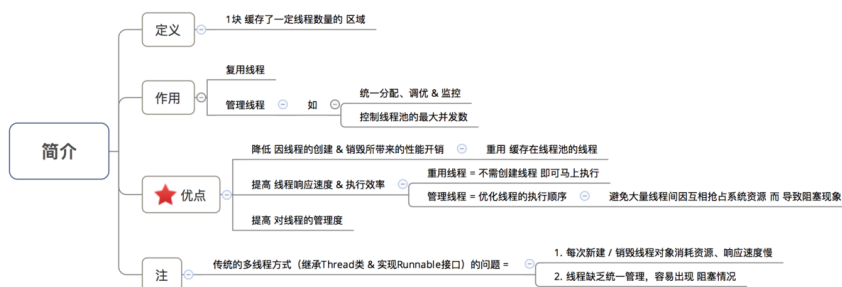 简介
定义
1块 缓存了一定线程数量的 区域
作用
复用线程
管理线程
如
统一分配、调优 & 监控
控制线程池的最大并发数
优点
降低 因线程的创建 & 销毁所带来的性能开销
重用 缓存在线程池的线程
提高 线程响应速度 & 执行效率
重用线程 = 不需创建线程 即可马上执行
管理线程 = 优化线程的执行顺序
避免大量线程间因互相抢占系统资源 而 导致阻塞现象
提高 对线程的管理度
注
传统的多线程方式（继承Thread类 & 实现Runnable接口）的问题 =
1. 每次新建 / 销毁线程对象消耗资源、响应速度慢
2. 线程缺乏统一管理，容易出现 阻塞情况